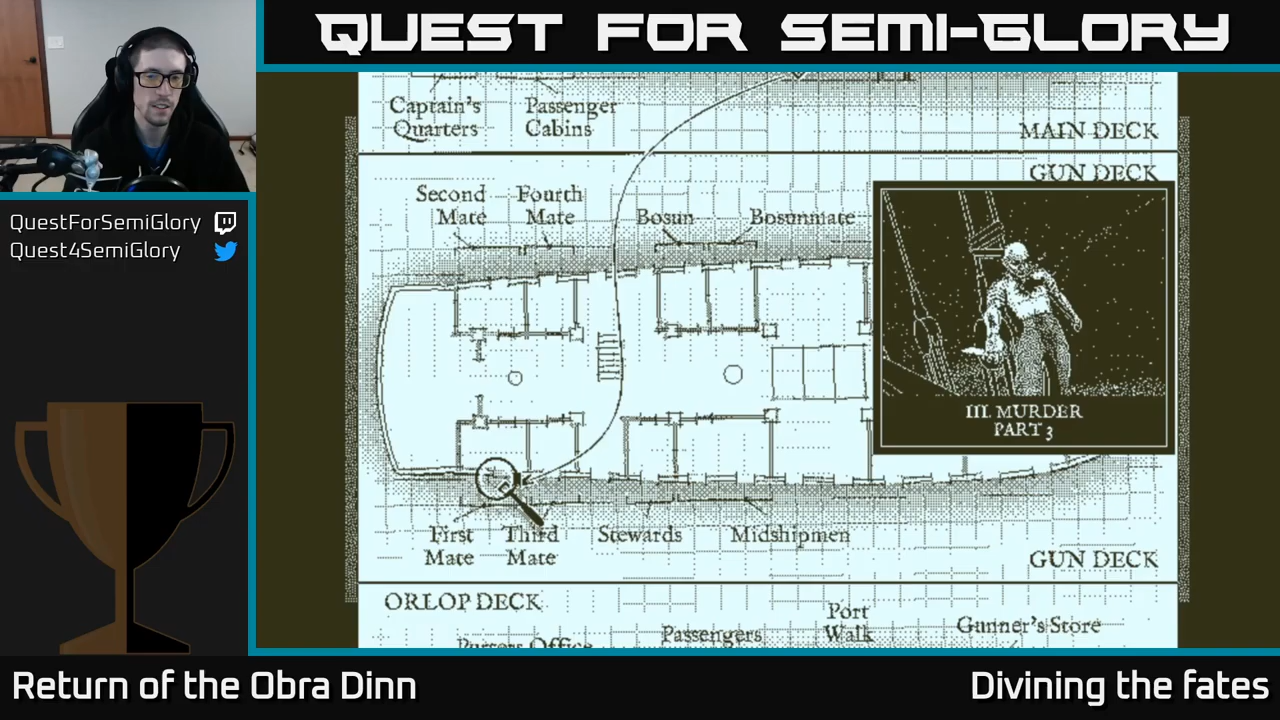 QUEST FOR SEMI-GLORY
QuestForSemiGlory
Quest4SemiGlory
Captain's
Quarters
Passenger
Cabins
MAIN DECK
GUN DECK
Second
Mate
Fourth
Mate
Bosun
Bosunmate
III. MURDER
PART 3
First
Mate
Third
Mate
Stewards
Midshipmen
GUN DECK
ORLOP DECK
Pursers Office
Passengers
Port
Walk
Gunner's Store
Return of the Obra Dinn
Divining the fates